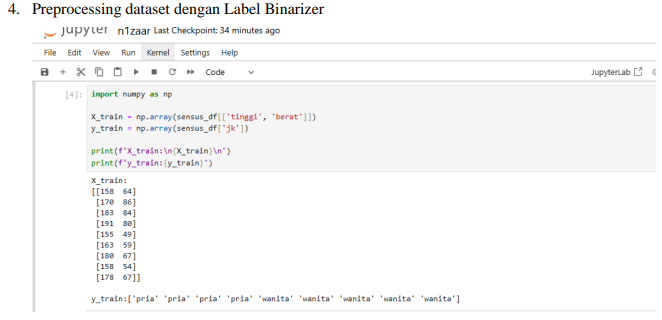 4. Preprocessing dataset dengan Label Binarizer
jupyter n1zaar Last Checkpoint: 34 minutes ago
File Edit View Run Kernel Settings Help
Code JupyterLab
[4]: import numpy as np
X_train = np.array(sensus_df[['tinggi', 'berat']])
y_train = np.array(sensus_df['jk'])
print(f'X_train:\n{X_train}\n')
print(f'y_train:{y_train}')
X_train:
[[158 64]
[170 86]
[183 84]
[191 80]
[155 49]
[163 59]
[180 67]
[158 54]
[178 67]]
y_train:['pria' 'pria' 'pria' 'pria' 'wanita' 'wanita' 'wanita' 'wanita' 'wanita']